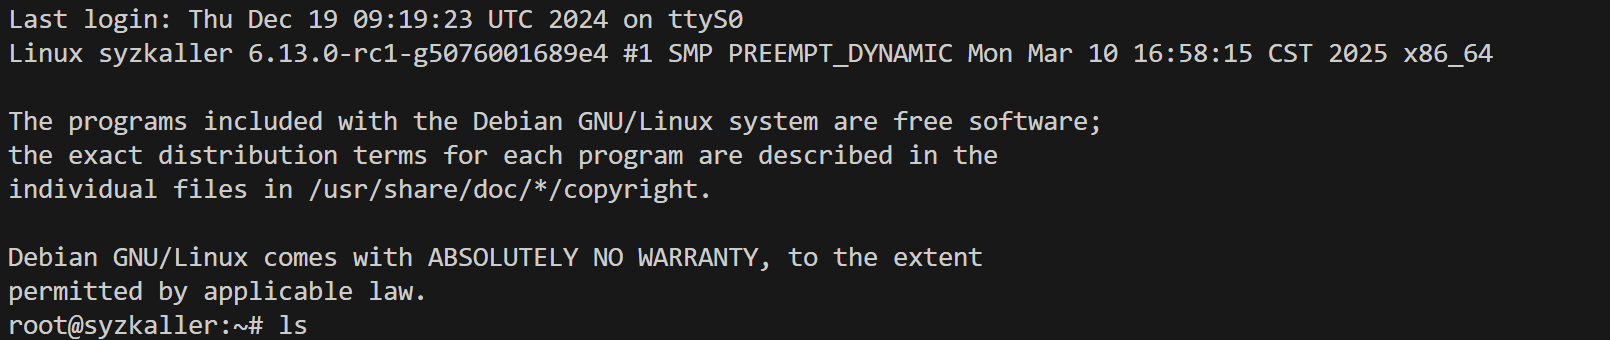 Last login: Thu Dec 19 09:19:23 UTC 2024 on ttyS0
Linux syzkaller 6.13.0-rc1-g5076001689e4 #1 SMP PREEMPT_DYNAMIC Mon Mar 10 16:58:15 CST 2025 x86_64
The programs included with the Debian GNU/Linux system are free software;
the exact distribution terms for each program are described in the
individual files in /usr/share/doc/*/copyright.
Debian GNU/Linux comes with ABSOLUTELY NO WARRANTY, to the extent
permitted by applicable law.
root@syzkaller:~# ls